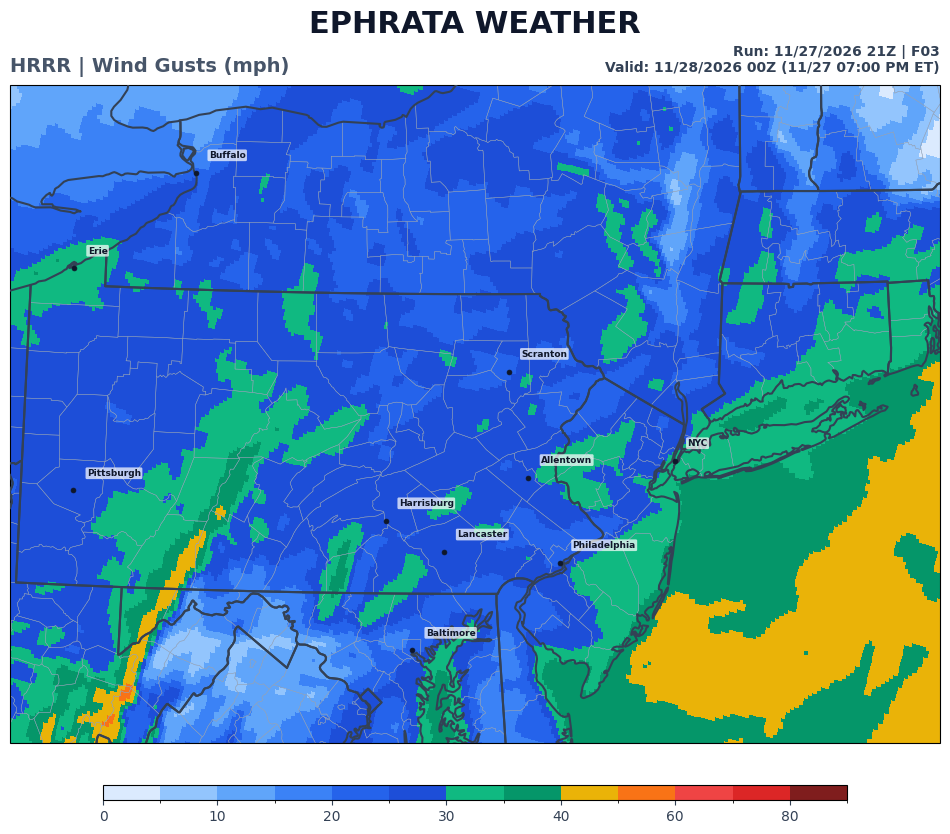 EPHRATA WEATHER
HRRR | Wind Gusts (mph)
Run: 11/27/2026 21Z | F03
Valid: 11/28/2026 00Z (11/27 07:00 PM ET)
Buffalo
Erie
Scranton
NYC
Allentown
Pittsburgh
Harrisburg
Lancaster
Philadelphia
Baltimore
0 10 20 30 40 50 60 70 80